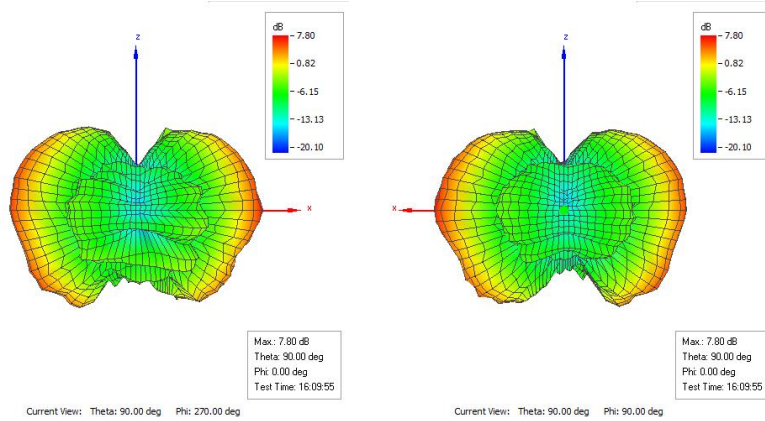 dB
7.80
0.82
-6.15
-13.13
-20.10
z
x
Max.: 7.80 dB
Theta: 90.00 deg
Phi: 0.00 deg
Test Time: 16:09:55
Current View: Theta: 90.00 deg Phi: 270.00 deg
dB
7.80
0.82
-6.15
-13.13
-20.10
z
x
Max.: 7.80 dB
Theta: 90.00 deg
Phi: 0.00 deg
Test Time: 16:09:55
Current View: Theta: 90.00 deg Phi: 90.00 deg